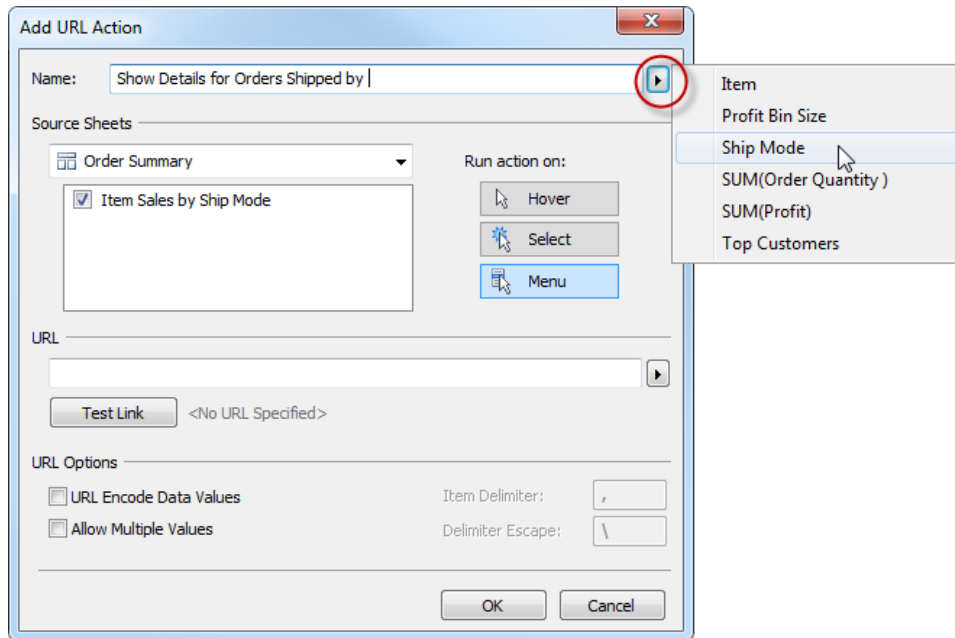 Add URL Action
Name: Show Details for Orders Shipped by
Item
Profit Bin Size
Ship Mode
SUM(Order Quantity )
SUM(Profit)
Top Customers
Source Sheets
Order Summary
Item Sales by Ship Mode
Run action on:
Hover
Select
Menu
URL
Test Link <No URL Specified>
URL Options
URL Encode Data Values
Allow Multiple Values
Item Delimiter: ,
Delimiter Escape: \
OK Cancel